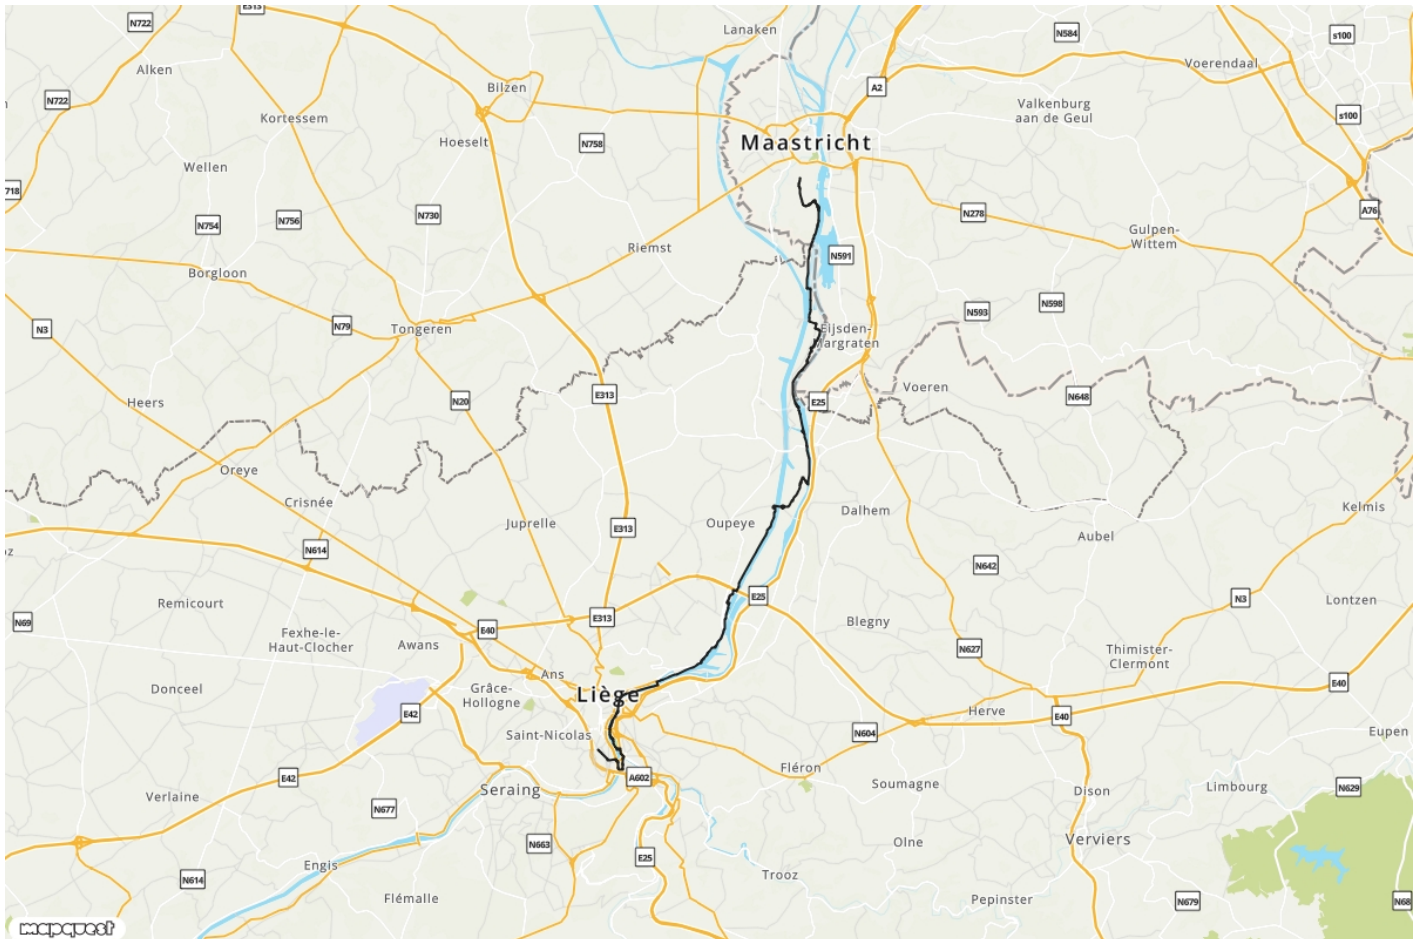 E313
N722
Lanaken
N584
s100
Alken
Voerendaal
Bilzen
A2
N722
Valkenburg
aan de Geul
Kortessem
s100
Hoeselt
N758
Maastricht
Wellen
718
N754
N756
N730
N278
A76
Gulpen-
Wittem
Riemst
N591
Borgloon
N598
N593
N3
N79
Tongeren
Eijsden-
Margraten
Voeren
E313
N648
N20
E25
Heers
Oreye
Crisnée
Kelmis
Juprelle
E313
Oupeye
Dalhem
Aubel
N614
oz
N642
E25
N3
Remicourt
Lontzen
N69
E313
Blegny
E40
Fexhe-le-
Haut-Clocher
Awans
N627
Thimister-
Clermont
Ans
Donceel
Grâce-
Hollogne
Liège
E40
E42
Herve
E40
Saint-Nicolas
N604
Eupen
Fléron
E42
A602
Soumagne
Seraing
Dison
Limbourg
N629
Verlaine
N677
Verviers
N663
Olne
E25
Engis
Trooz
N614
Flémalle
Pepinster
N679
N68
mapquest